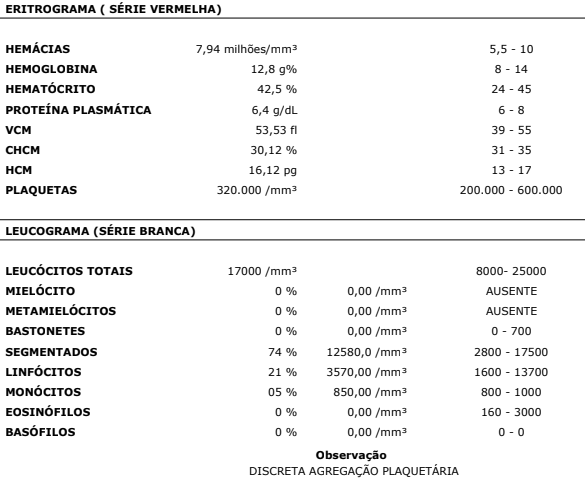 ERITROGRAMA ( SÉRIE VERMELHA)
HEMÁCIAS 7,94 milhões/mm³ 5,5 - 10
HEMOGLOBINA 12,8 g% 8 - 14
HEMATÓCRITO 42,5 % 24 - 45
PROTEÍNA PLASMÁTICA 6,4 g/dL 6 - 8
VCM 53,53 fl 39 - 55
CHCM 30,12 % 31 - 35
HCM 16,12 pg 13 - 17
PLAQUETAS 320.000 /mm³ 200.000 - 600.000
LEUCOGRAMA (SÉRIE BRANCA)
LEUCÓCITOS TOTAIS 17000 /mm³ 8000- 25000
MIELÓCITO 0 % 0,00 /mm³ AUSENTE
METAMIELÓCITOS 0 % 0,00 /mm³ AUSENTE
BASTONETES 0 % 0,00 /mm³ 0 - 700
SEGMENTADOS 74 % 12580,0 /mm³ 2800 - 17500
LINFÓCITOS 21 % 3570,00 /mm³ 1600 - 13700
MONÓCITOS 05 % 850,00 /mm³ 800 - 1000
EOSINÓFILOS 0 % 0,00 /mm³ 160 - 3000
BASÓFILOS 0 % 0,00 /mm³ 0 - 0
Observação
DISCRETA AGREGAÇÃO PLAQUETÁRIA